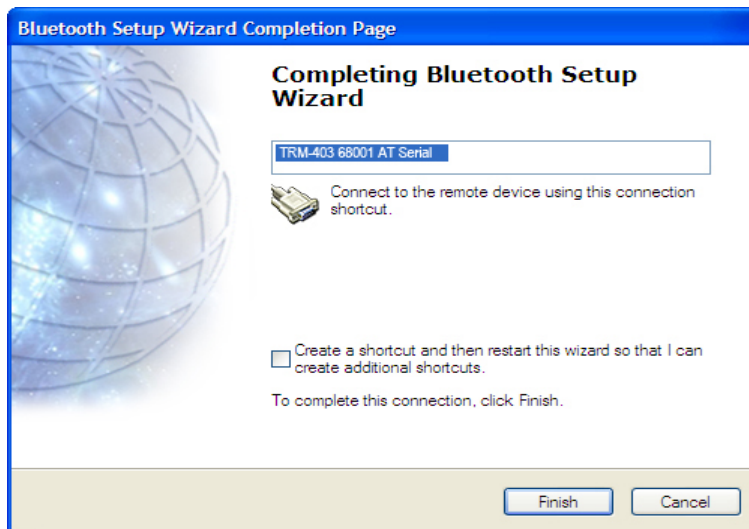 Bluetooth Setup Wizard Completion Page
Completing Bluetooth Setup
Wizard
TRM-403 68001 AT Serial
Connect to the remote device using this connection
shortcut.
Create a shortcut and then restart this wizard so that I can
create additional shortcuts.
To complete this connection, click Finish.
Finish
Cancel